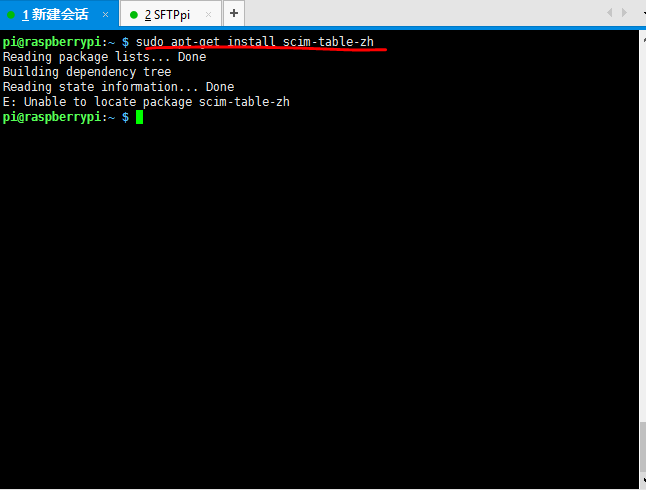 1 新建会话 × 2 SFTPpi × +
pi@raspberrypi:~ $ sudo apt-get install scim-table-zh
Reading package lists... Done
Building dependency tree
Reading state information... Done
E: Unable to locate package scim-table-zh
pi@raspberrypi:~ $